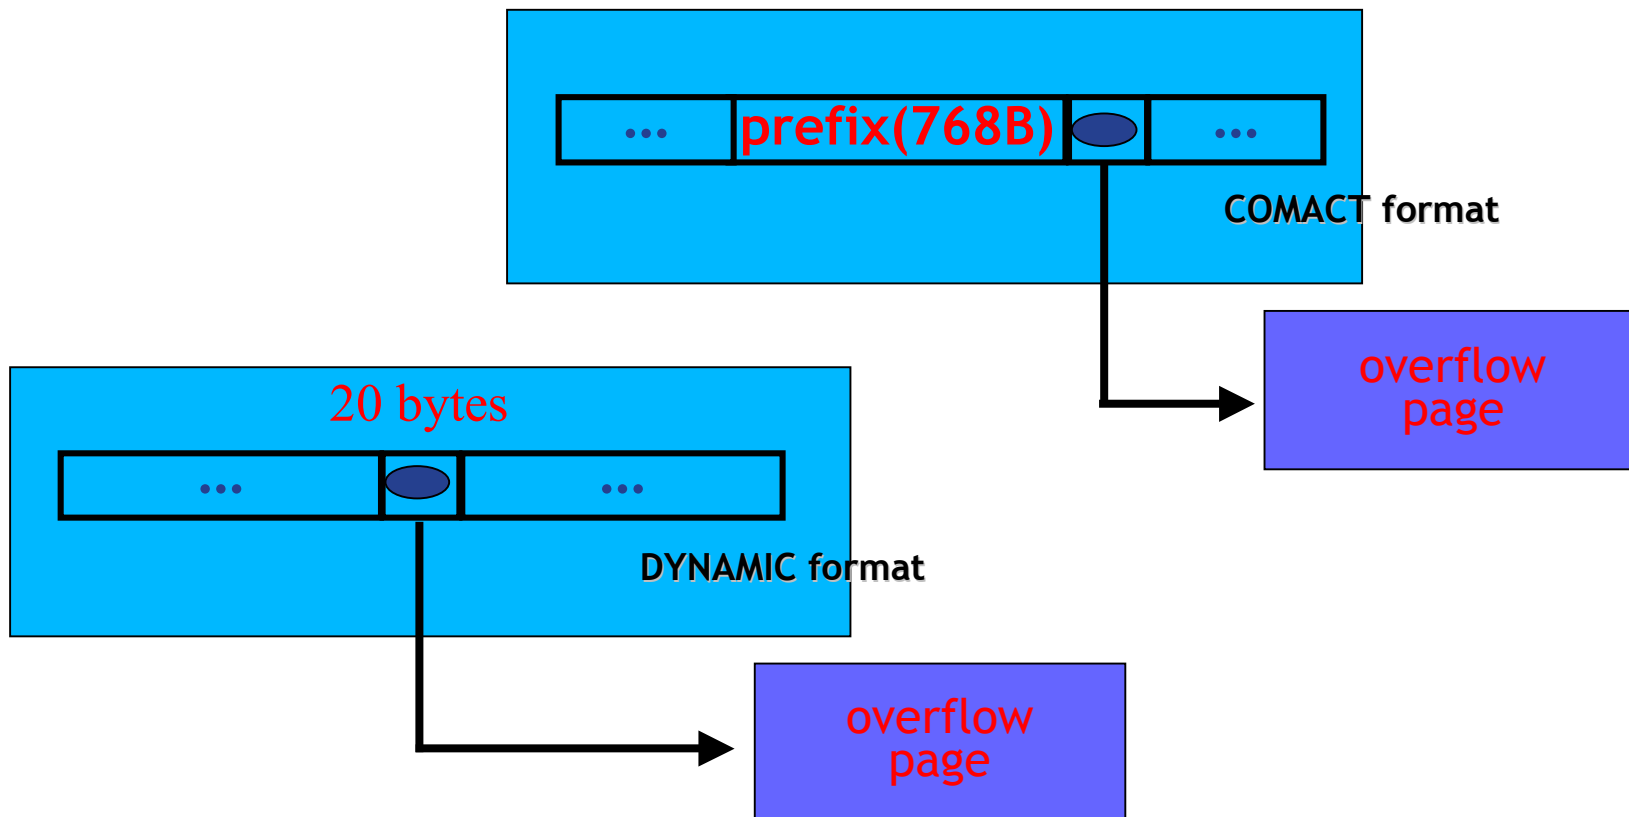 ... prefix(768B) ...
COMACT format
overflow
page
20 bytes
... ...
DYNAMIC format
overflow
page